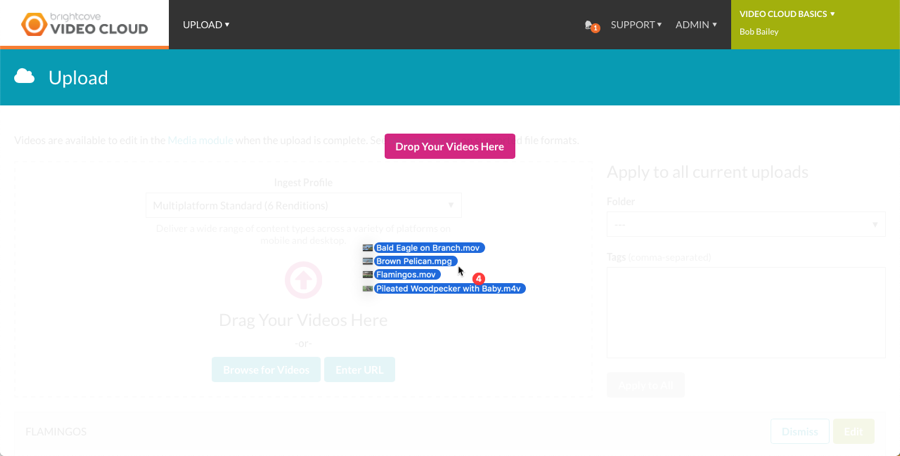 brightcove
VIDEO CLOUD
UPLOAD
1
SUPPORT
ADMIN
VIDEO CLOUD BASICS
Bob Bailey
Upload
Videos are available to edit in the Media module when the upload is complete. file formats.
Drop Your Videos Here
Apply to all current uploads
Ingest Profile
Multiplatform Standard (6 Renditions)
Deliver a wide range of content types across a variety of platforms on
mobile and desktop.
Folder
---
Tags (comma separated)
Bald Eagle on Branch.mov
Brown Pelican.mpg
Flamingos.mov
4
Pileated Woodpecker with Baby.m4v
Drag Your Videos Here
-or-
Browse for Videos
Enter URL
Apply to All
FLAMINGOS
Dismiss
Edit